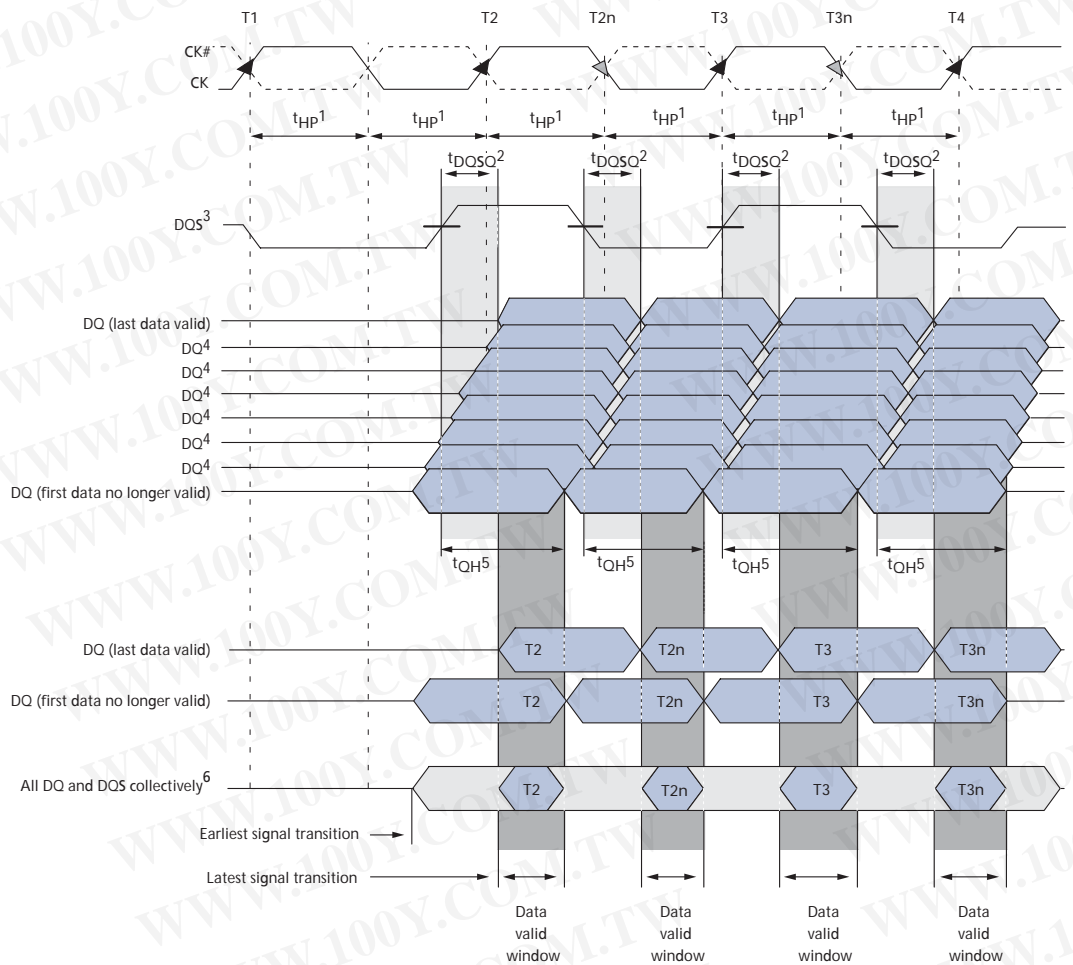 T1 T2 T2n T3 T3n T4
CK#
CK
tHP1 tHP1 tHP1 tHP1 tHP1 tHP1
tDQSQ2 tDQSQ2 tDQSQ2 tDQSQ2
DQS3
DQ (last data valid)
DQ4
DQ4
DQ4
DQ4
DQ4
DQ4
DQ (first data no longer valid)
tQH5 tQH5 tQH5 tQH5
DQ (last data valid) T2 T2n T3 T3n
DQ (first data no longer valid) T2 T2n T3 T3n
All DQ and DQS collectively6 T2 T2n T3 T3n
Earliest signal transition
Latest signal transition
Data valid window
Data valid window
Data valid window
Data valid window
WWW.100Y.COM.TW